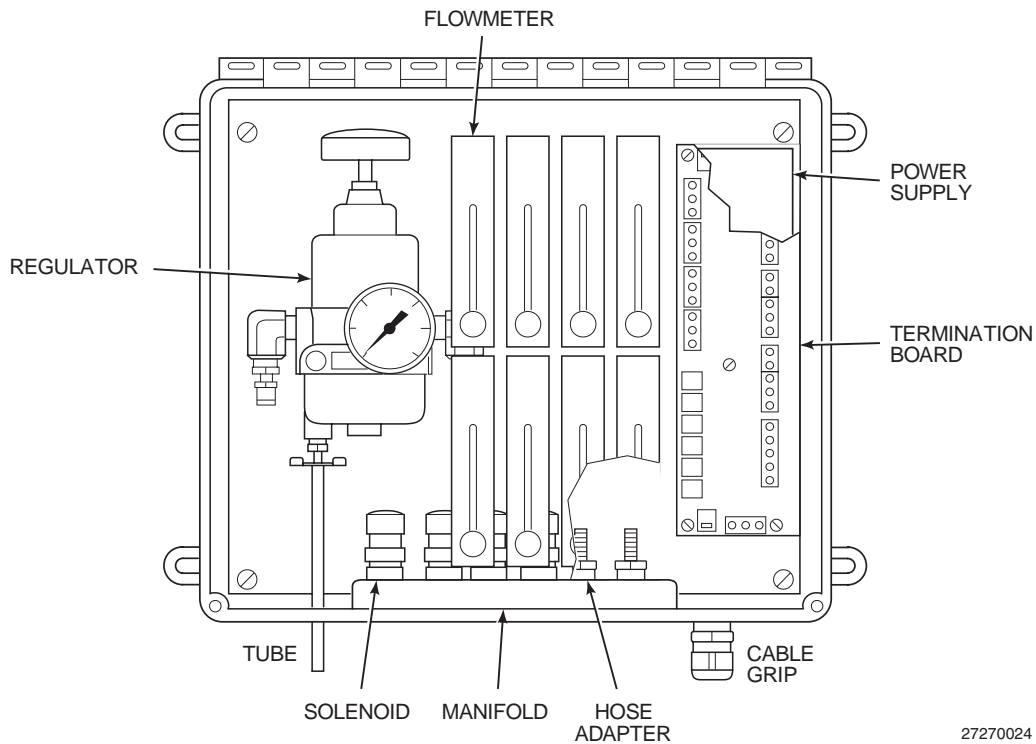 FLOWMETER
POWER
SUPPLY
REGULATOR
TERMINATION
BOARD
TUBE
CABLE
GRIP
SOLENOID
MANIFOLD
HOSE
ADAPTER
27270024